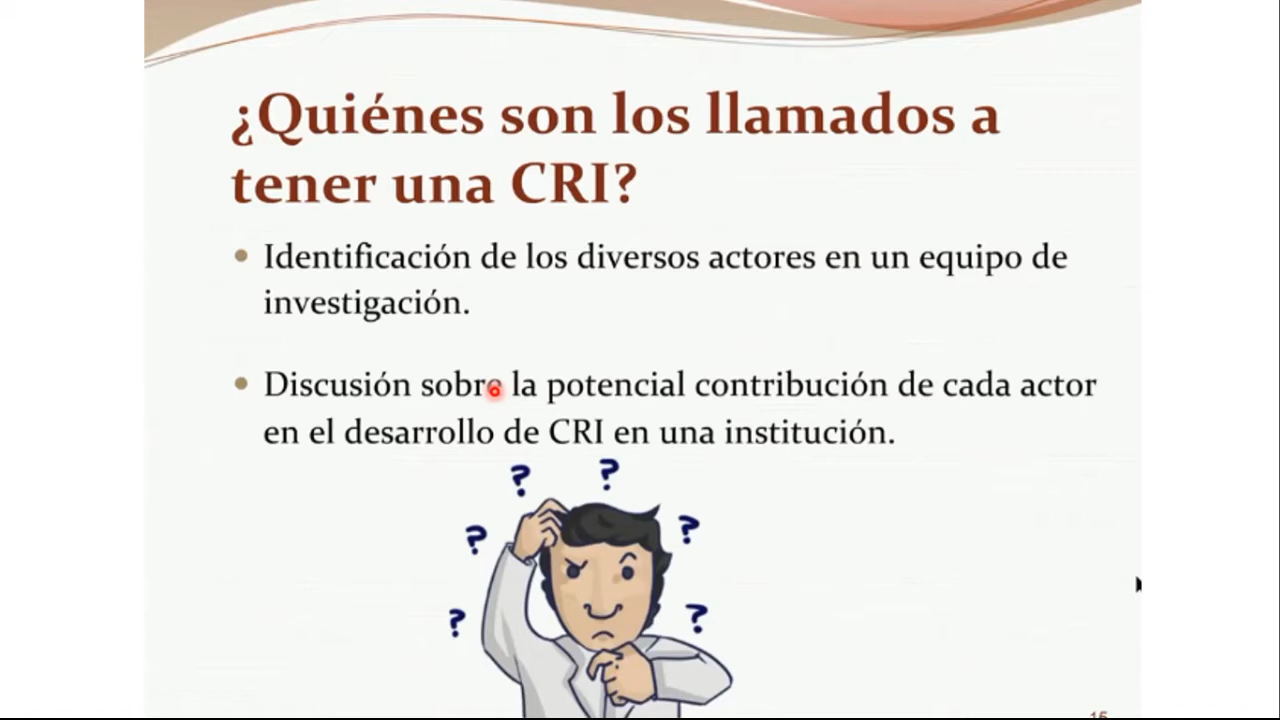 ¿Quiénes son los llamados a
tener una CRI?
Identificación de los diversos actores en un equipo de
investigación.
Discusión sobre la potencial contribución de cada actor
en el desarrollo de CRI en una institución.
? ?
? ?
? ?
15